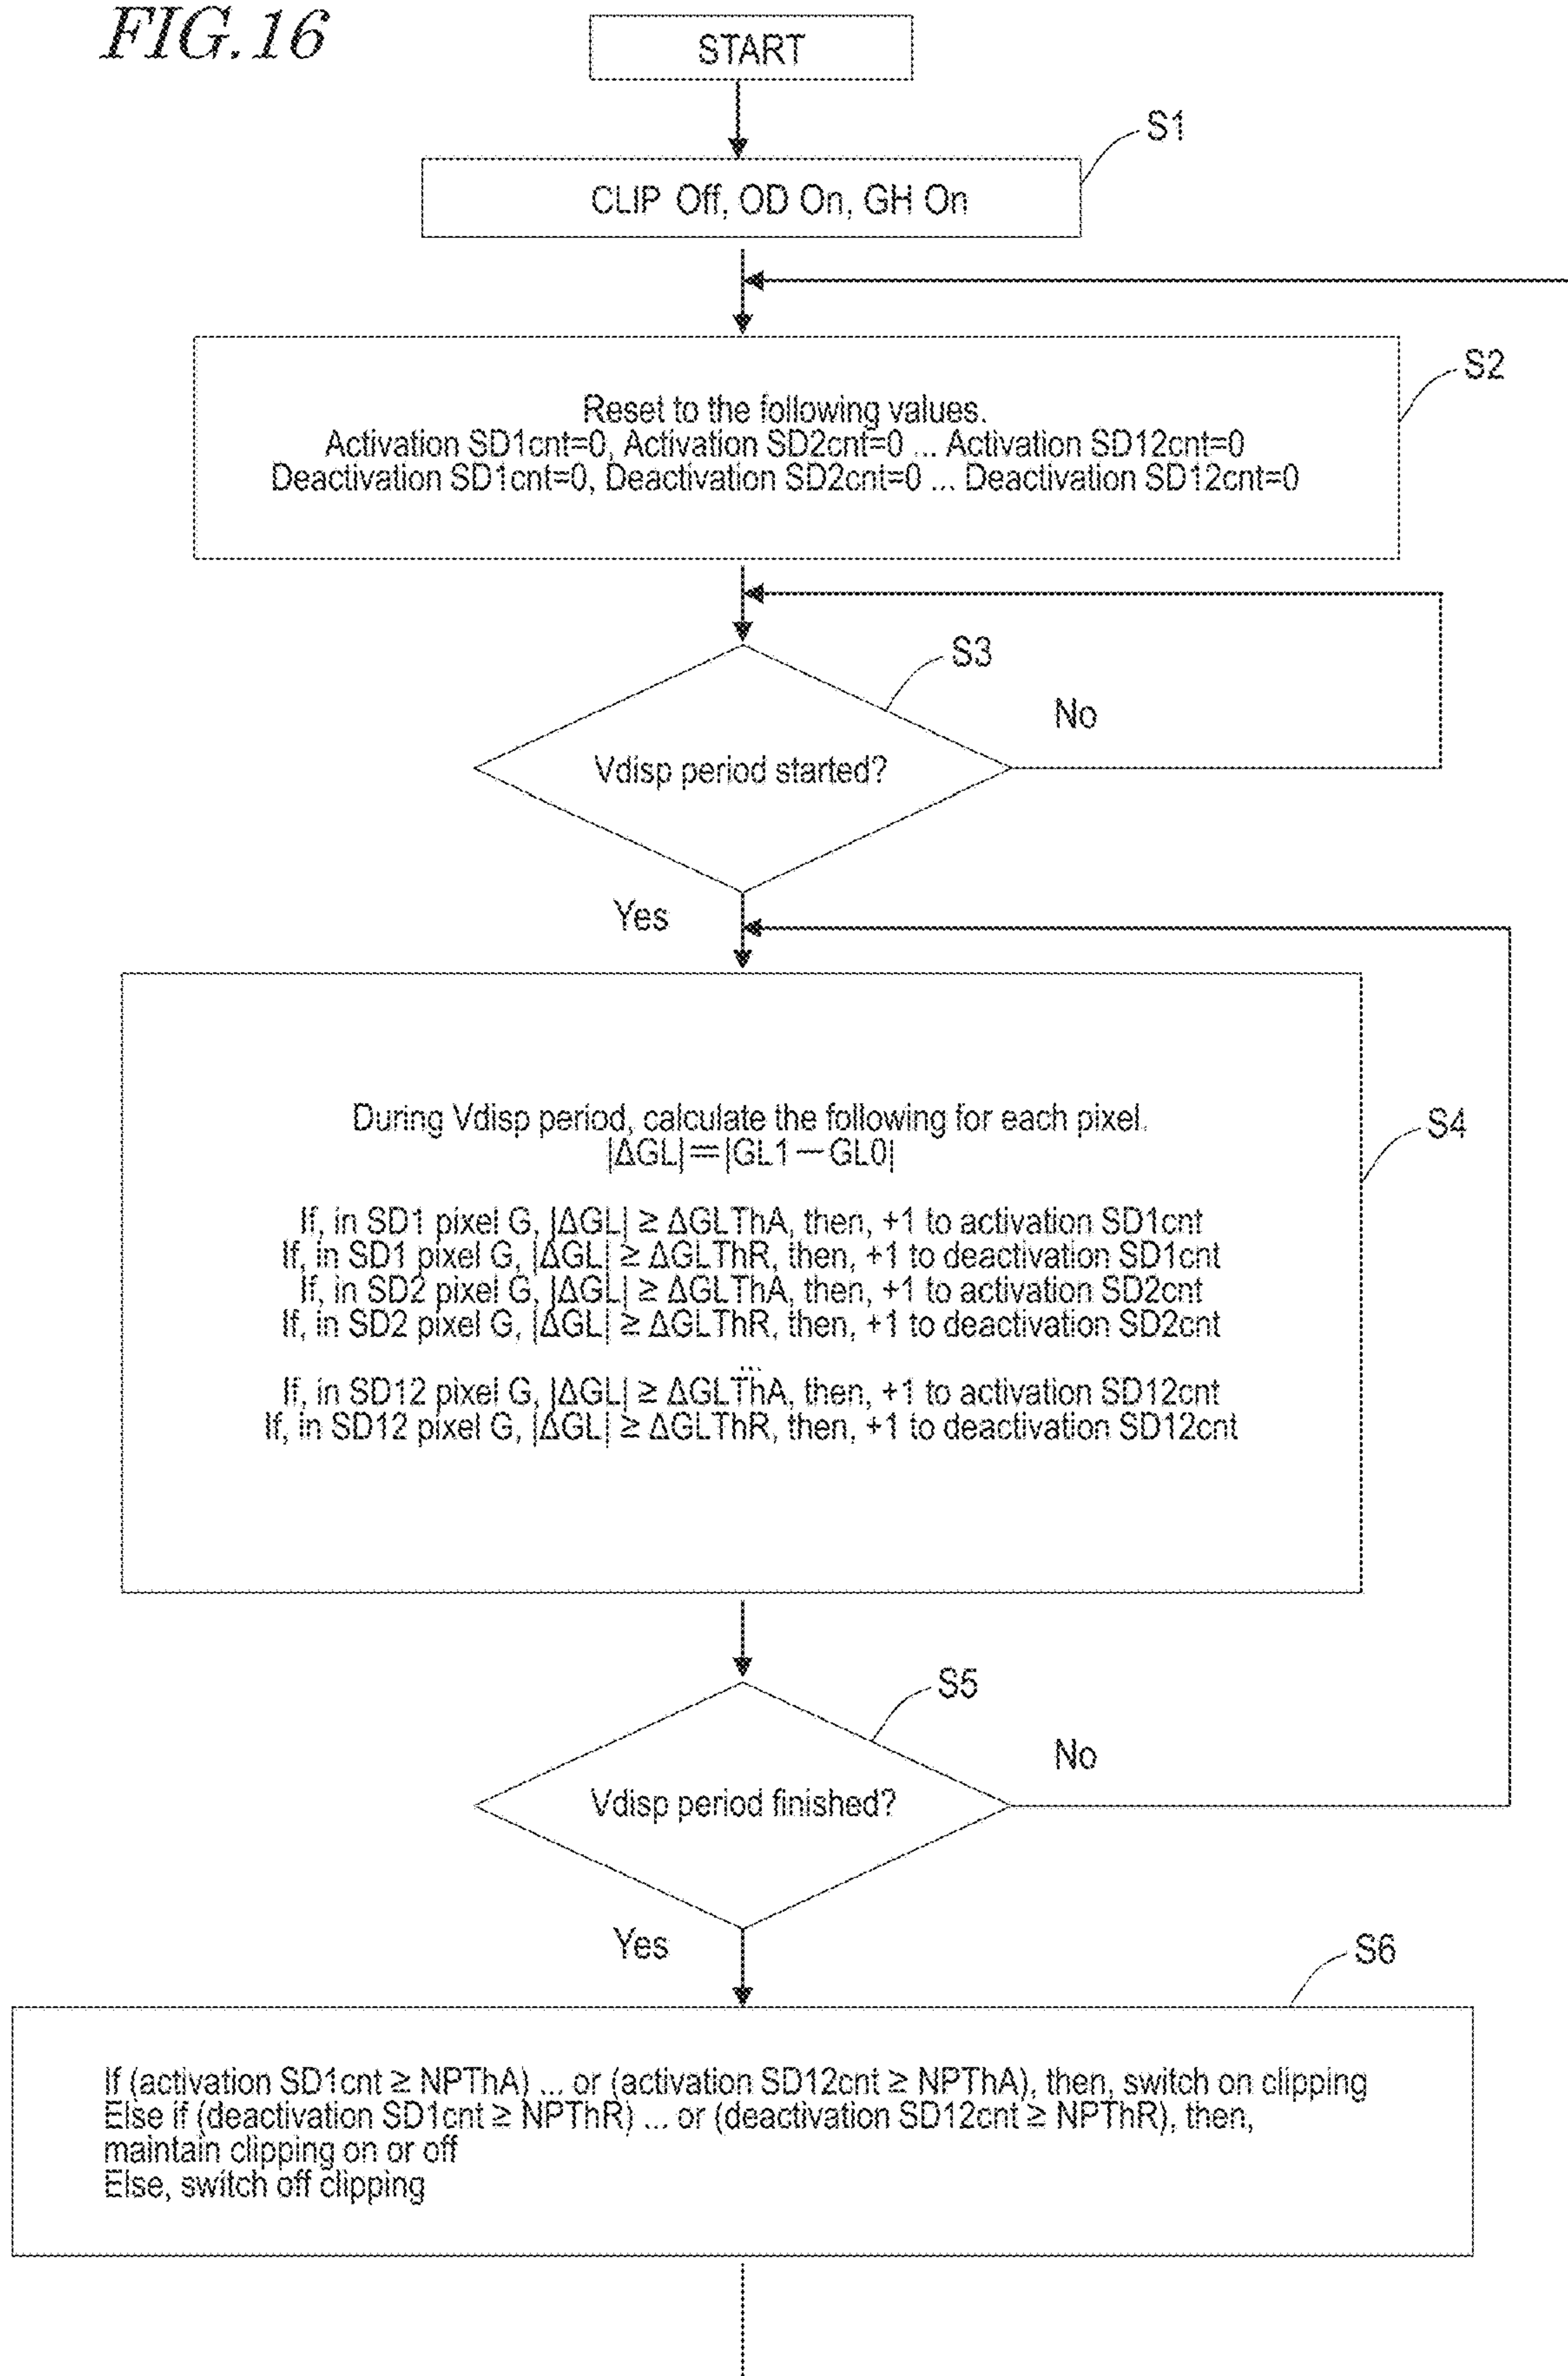 FIG.16
START
S1
CLIP Off, OD On, GH On
S2
Reset to the following values.
Activation SD1cnt=0, Activation SD2cnt=0 ... Activation SD12cnt=0
Deactivation SD1cnt=0, Deactivation SD2cnt=0 ... Deactivation SD12cnt=0
S3
No
Vdisp period started?
Yes
S4
During Vdisp period, calculate the following for each pixel.
|ΔGL|=|GL1－GL0|
If, in SD1 pixel G, |ΔGL| ≥ ΔGLThA, then, +1 to activation SD1cnt
If, in SD1 pixel G, |ΔGL| ≥ ΔGLThR, then, +1 to deactivation SD1cnt
If, in SD2 pixel G, |ΔGL| ≥ ΔGLThA, then, +1 to activation SD2cnt
If, in SD2 pixel G, |ΔGL| ≥ ΔGLThR, then, +1 to deactivation SD2cnt
...
If, in SD12 pixel G, |ΔGL| ≥ ΔGLThA, then, +1 to activation SD12cnt
If, in SD12 pixel G, |ΔGL| ≥ ΔGLThR, then, +1 to deactivation SD12cnt
S5
No
Vdisp period finished?
Yes
S6
If (activation SD1cnt ≥ NPThA) ... or (activation SD12cnt ≥ NPThA), then, switch on clipping
Else if (deactivation SD1cnt ≥ NPThR) ... or (deactivation SD12cnt ≥ NPThR), then,
maintain clipping on or off
Else, switch off clipping